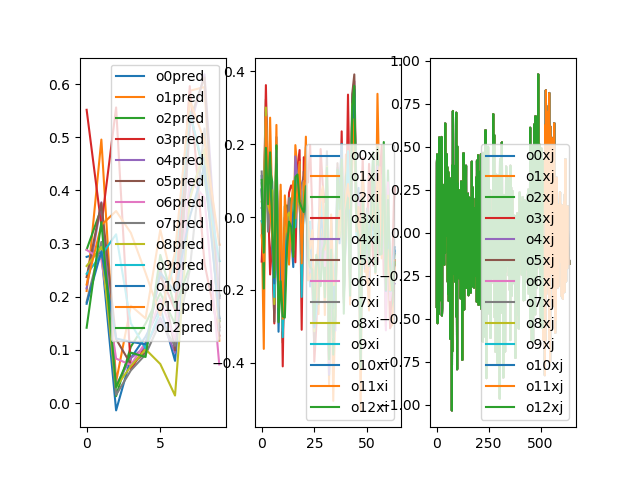 0.6
0.5
0.4
0.3
0.2
0.1
0.0
0
5
o0pred
o1pred
o2pred
o3pred
o4pred
o5pred
o6pred
o7pred
o8pred
o9pred
o10pred
o11pred
o12pred
0.4
0.2
0.0
−0.2
−0.4
0
25
50
o0xi
o1xi
o2xi
o3xi
o4xi
o5xi
o6xi
o7xi
o8xi
o9xi
o10xi
o11xi
o12xi
1.00
0.75
0.50
0.25
0.00
−0.25
−0.50
−0.75
−1.00
0
250
500
o0xj
o1xj
o2xj
o3xj
o4xj
o5xj
o6xj
o7xj
o8xj
o9xj
o10xj
o11xj
o12xj